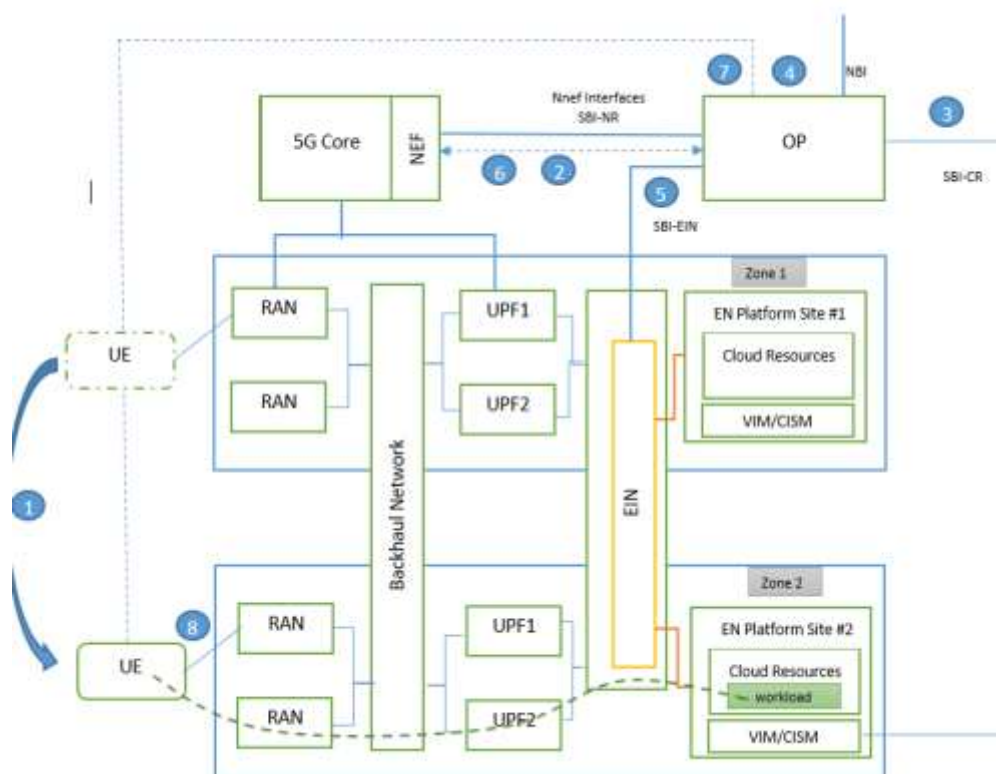 7
4
NBI
3
Nnef Interfaces
SBI-NR
5G Core
NEF
OP
6
2
5
SBI-CR
SBI-EIN
Zone 1
RAN
UPF1
EN Platform Site #1
UE
Cloud Resources
RAN
UPF2
VIM/CISM
Backhaul Network
EIN
1
Zone 2
8
RAN
UPF1
EN Platform Site #2
UE
Cloud Resources
workload
RAN
UPF2
VIM/CISM